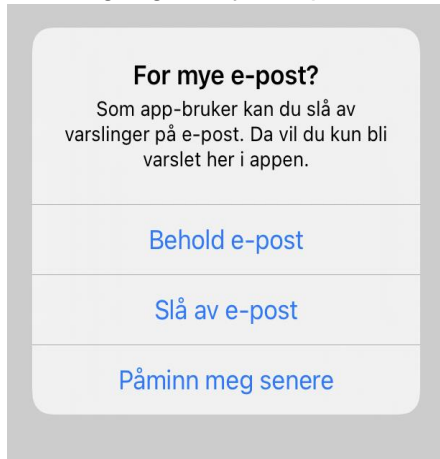 For mye e-post?
Som app-bruker kan du slå av
varslinger på e-post. Da vil du kun bli
varslet her i appen.
Behold e-post
Slå av e-post
Påminn meg senere